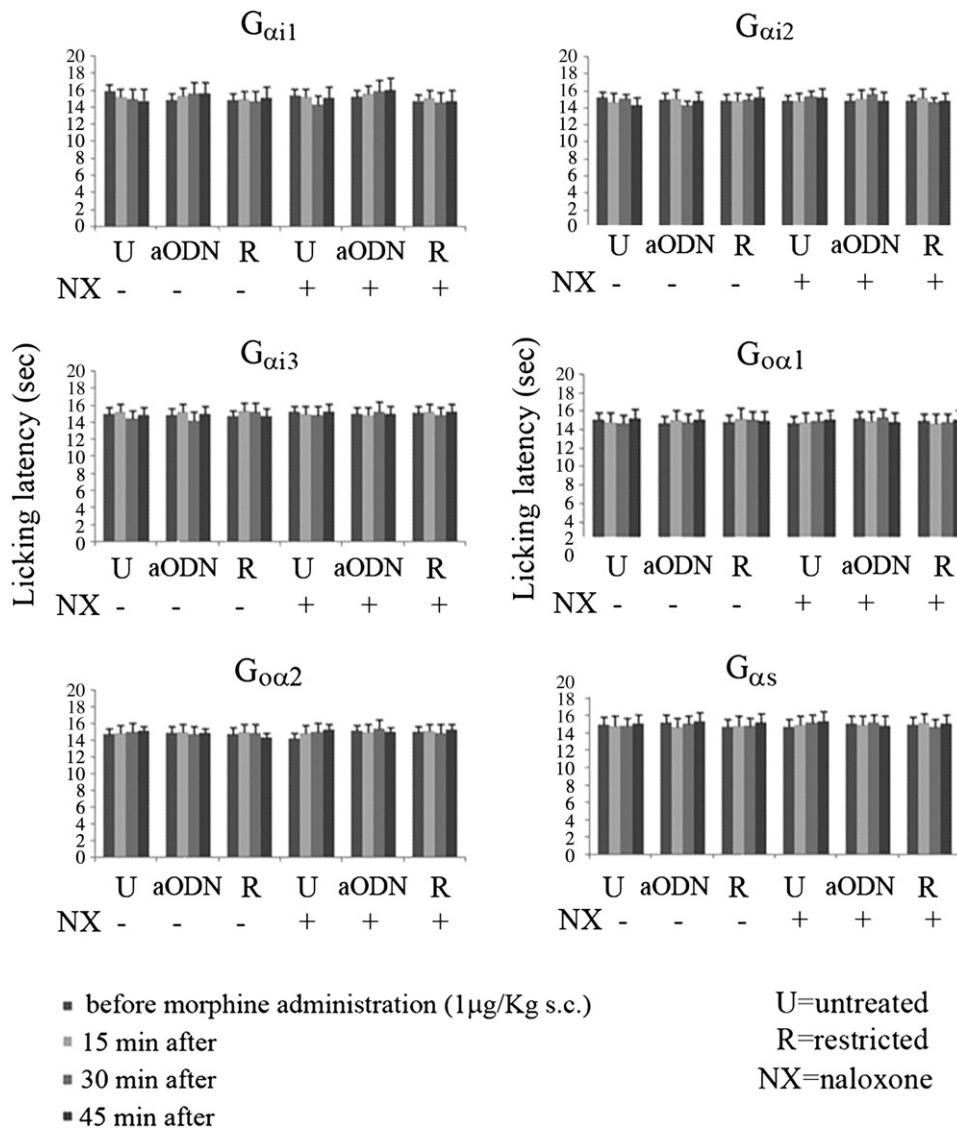 Gαi1
20
18
16
14
12
10
8
6
4
2
0
U aODN R U aODN R
NX - - - + + +
Gαi2
20
18
16
14
12
10
8
6
4
2
0
U aODN R U aODN R
NX - - - + + +
Licking latency (sec)
Gαi3
20
18
16
14
12
10
8
6
4
2
0
U aODN R U aODN R
NX - - - + + +
Licking latency (sec)
Goα1
20
18
16
14
12
10
8
6
4
2
0
U aODN R U aODN R
NX - - - + + +
Goα2
20
18
16
14
12
10
8
6
4
2
0
U aODN R U aODN R
NX - - - + + +
Gαs
20
18
16
14
12
10
8
6
4
2
0
U aODN R U aODN R
NX - - - + + +
before morphine administration (1μg/Kg s.c.)
15 min after
30 min after
45 min after
U=untreated
R=restricted
NX=naloxone